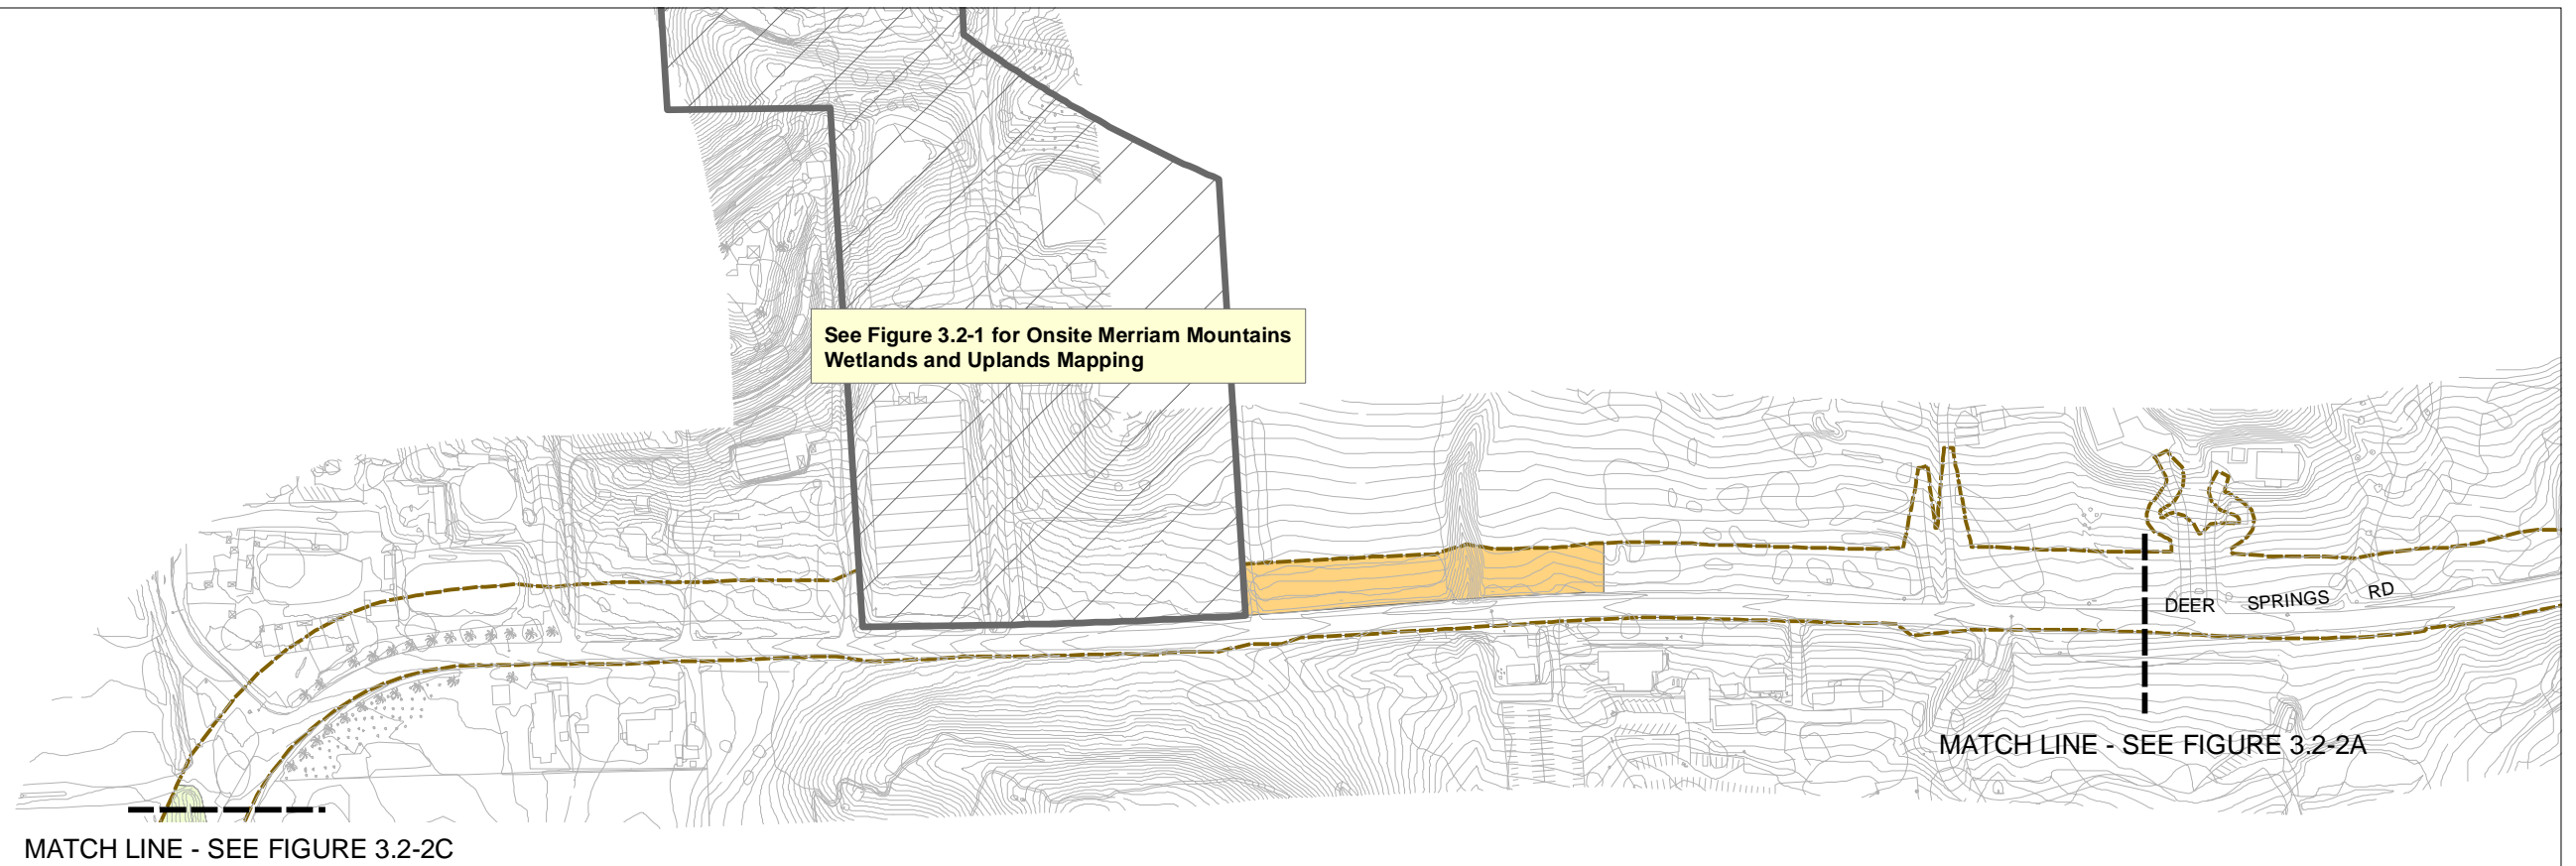 See Figure 3.2-1 for Onsite Merriam Mountains
Wetlands and Uplands Mapping
DEER SPRINGS RD
MATCH LINE - SEE FIGURE 3.2-2A
MATCH LINE - SEE FIGURE 3.2-2C